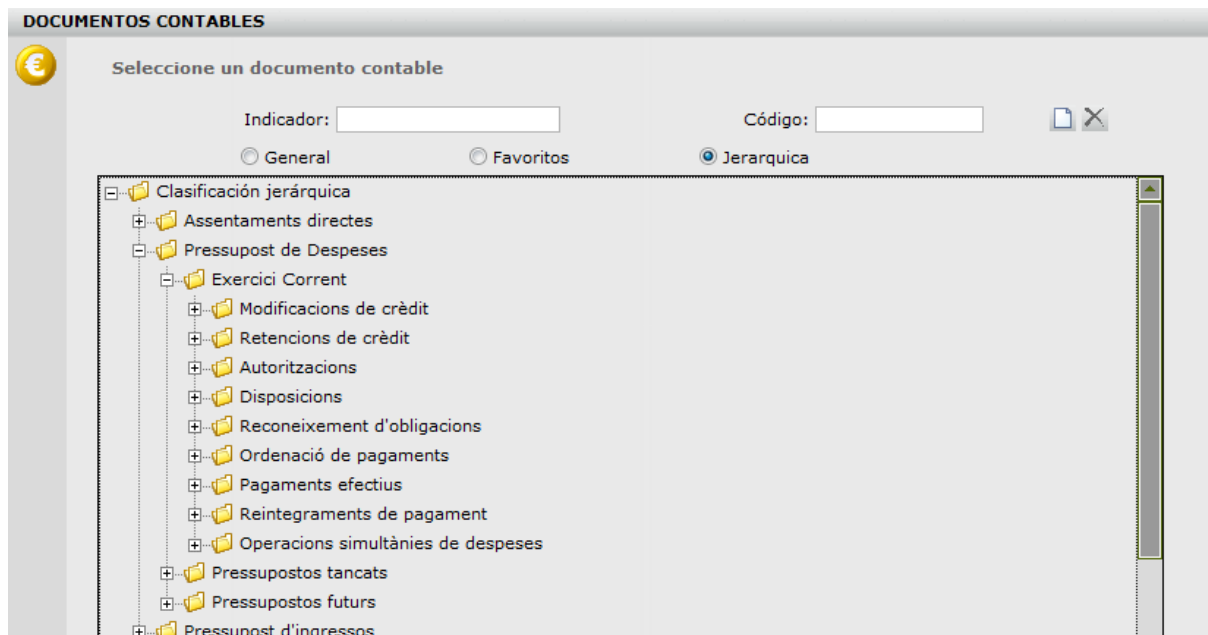 DOCUMENTOS CONTABLES
Seleccione un documento contable
Indicador: Código:
General Favoritos Jerarquica
Clasificación jerárquica
Assentaments directes
Pressupost de Despeses
Exercici Corrent
Modificacions de crèdit
Retencions de crèdit
Autoritzacions
Disposicions
Reconeixement d'obligacions
Ordenació de pagaments
Pagaments efectius
Reintegraments de pagament
Operacions simultànies de despeses
Pressupostos tancats
Pressupostos futurs
Pressupost d'ingressos